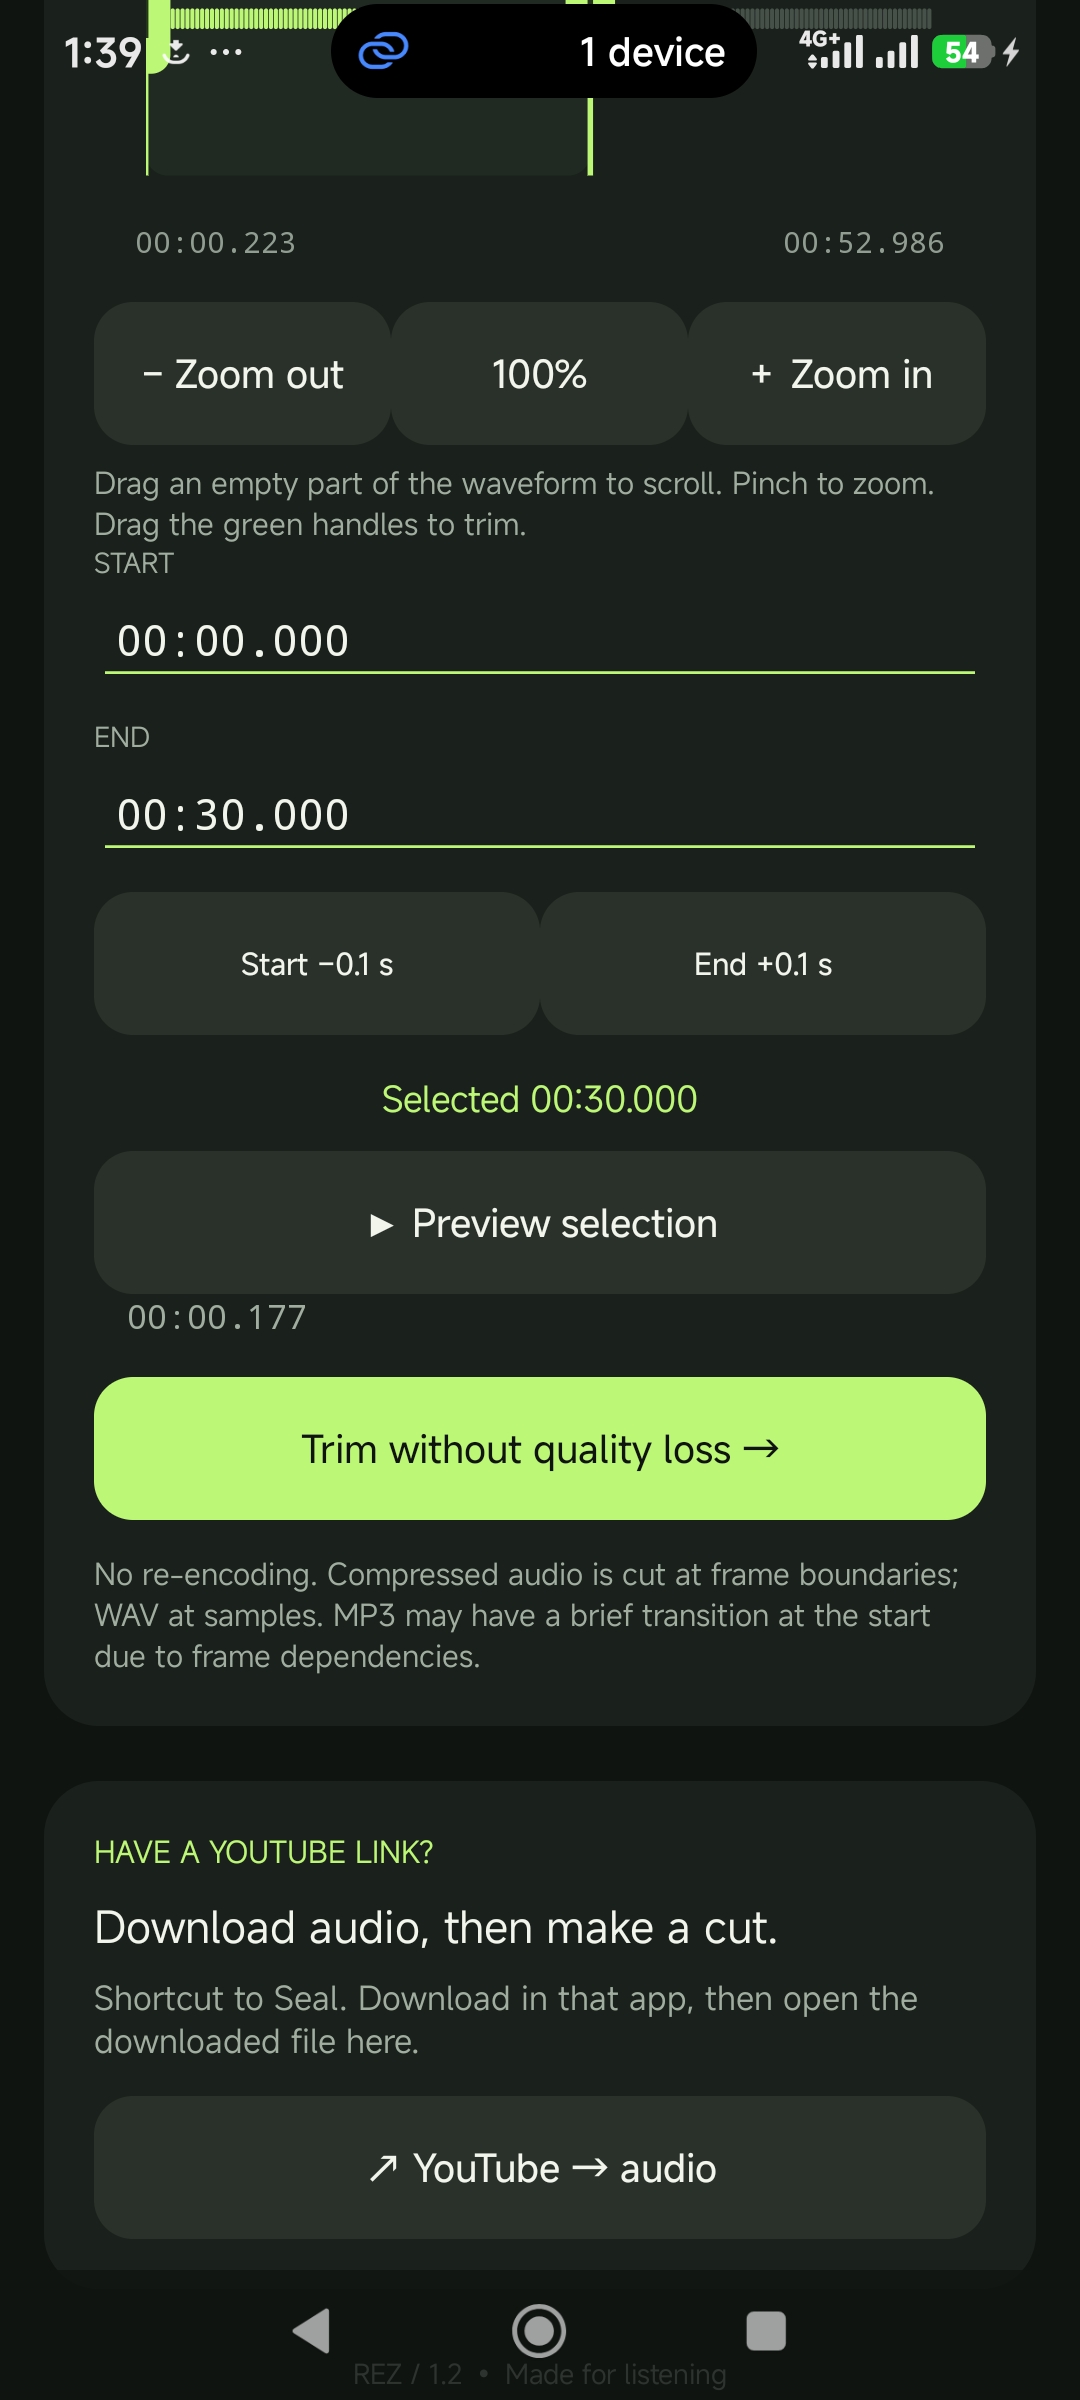 1:39
1 device
4G+
54
00:00.223
00:52.986
− Zoom out
100%
+ Zoom in
Drag an empty part of the waveform to scroll. Pinch to zoom.
Drag the green handles to trim.
START
00:00.000
END
00:30.000
Start −0.1 s
End +0.1 s
Selected 00:30.000
► Preview selection
00:00.177
Trim without quality loss →
No re-encoding. Compressed audio is cut at frame boundaries;
WAV at samples. MP3 may have a brief transition at the start
due to frame dependencies.
HAVE A YOUTUBE LINK?
Download audio, then make a cut.
Shortcut to Seal. Download in that app, then open the
downloaded file here.
↗ YouTube → audio
REZ / 1.2 • Made for listening